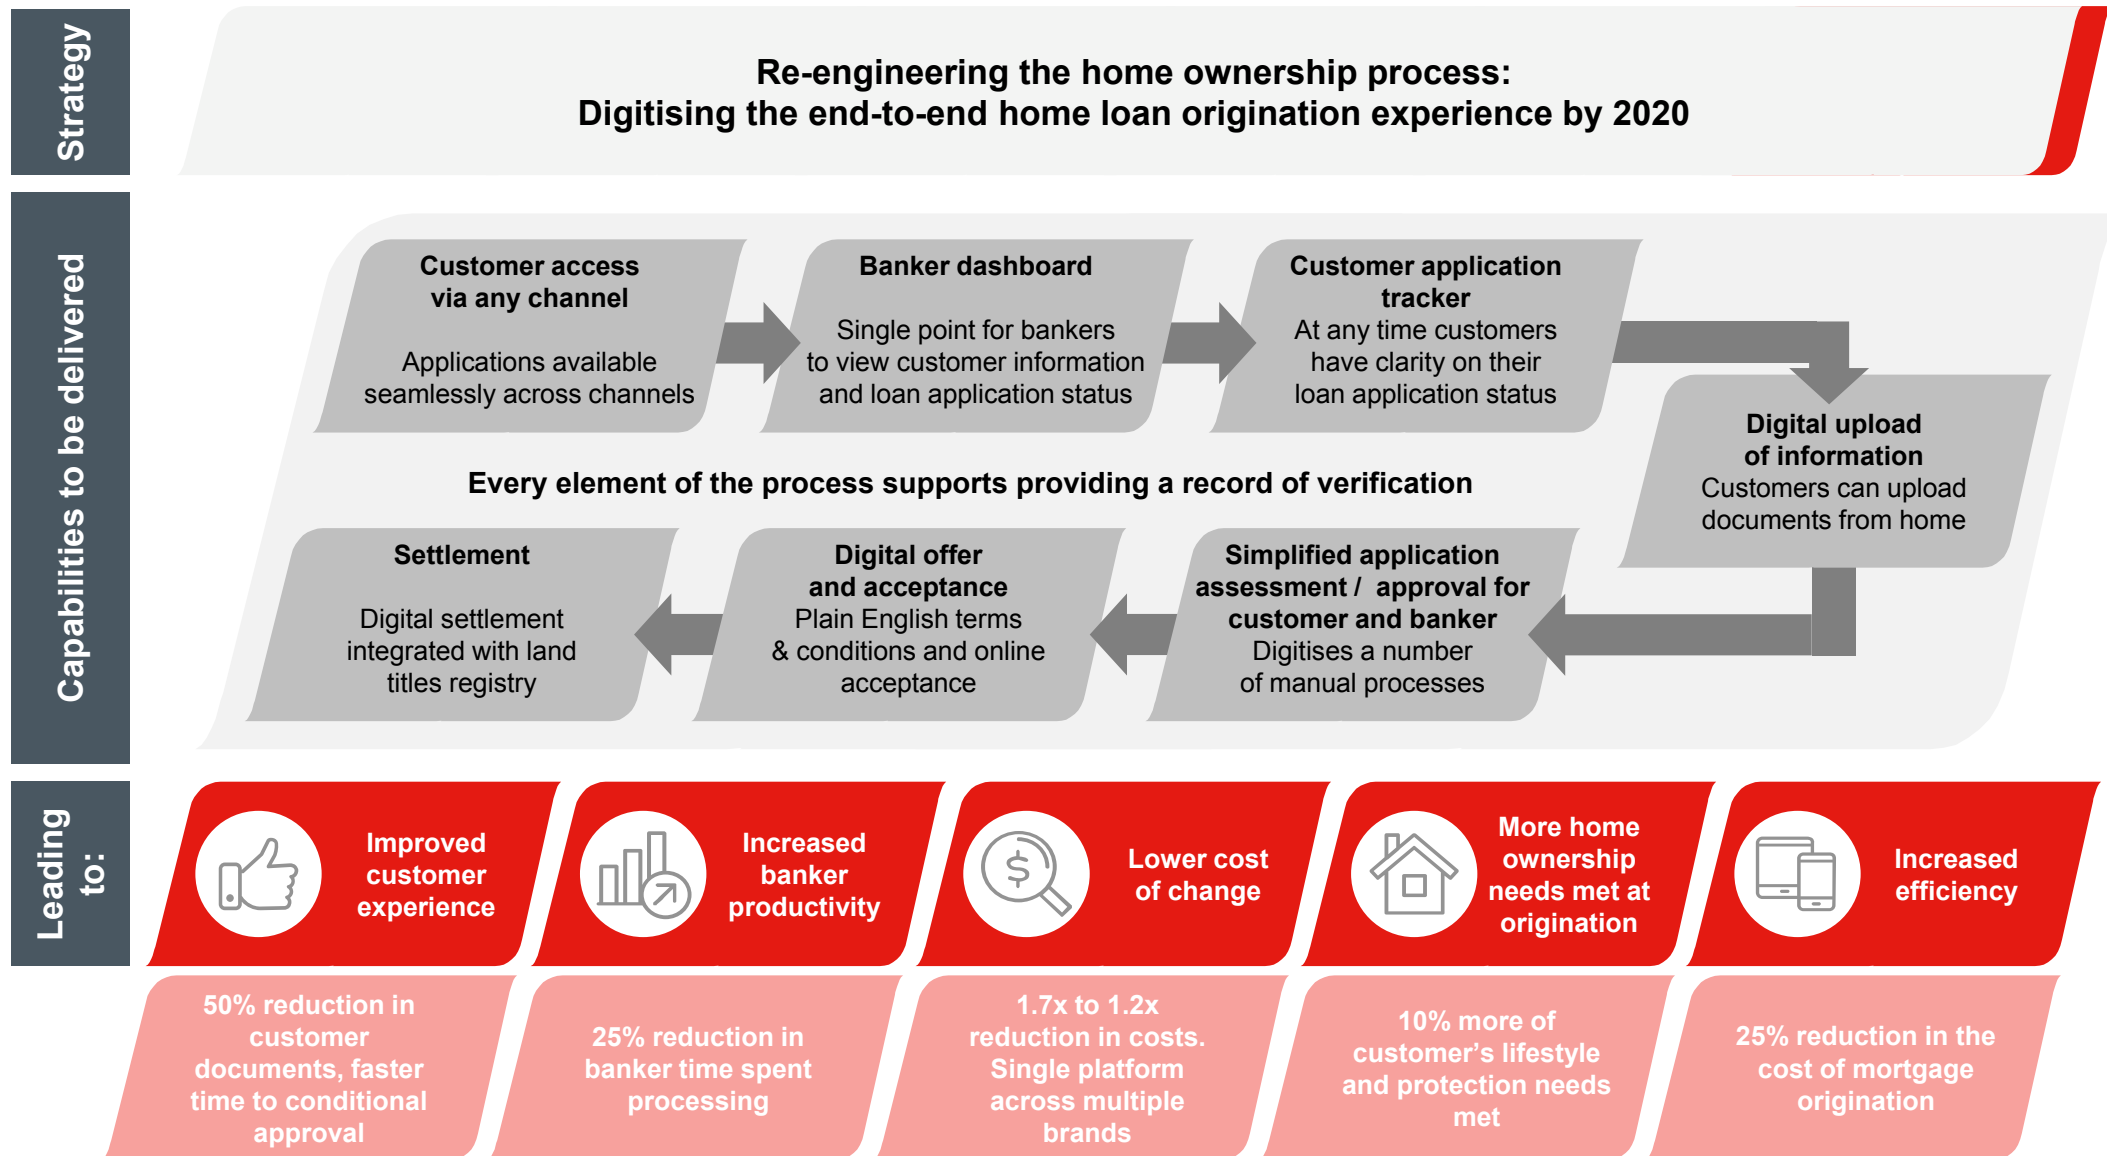 Strategy
Re-engineering the home ownership process:
Digitising the end-to-end home loan origination experience by 2020
Capabilities to be delivered
Customer access
via any channel
Applications available
seamlessly across channels
Banker dashboard
Single point for bankers
to view customer information
and loan application status
Customer application
tracker
At any time customers
have clarity on their
loan application status
Digital upload
of information
Customers can upload
documents from home
Every element of the process supports providing a record of verification
Settlement
Digital settlement
integrated with land
titles registry
Digital offer
and acceptance
Plain English terms
& conditions and online
acceptance
Simplified application
assessment / approval for
customer and banker
Digitises a number
of manual processes
Leading
to:
Improved
customer
experience
Increased
banker
productivity
$
Lower cost
of change
More home
ownership
needs met at
origination
Increased
efficiency
50% reduction in
customer
documents, faster
time to conditional
approval
25% reduction in
banker time spent
processing
1.7x to 1.2x
reduction in costs.
Single platform
across multiple
brands
10% more of
customer’s lifestyle
and protection needs
met
25% reduction in the
cost of mortgage
origination